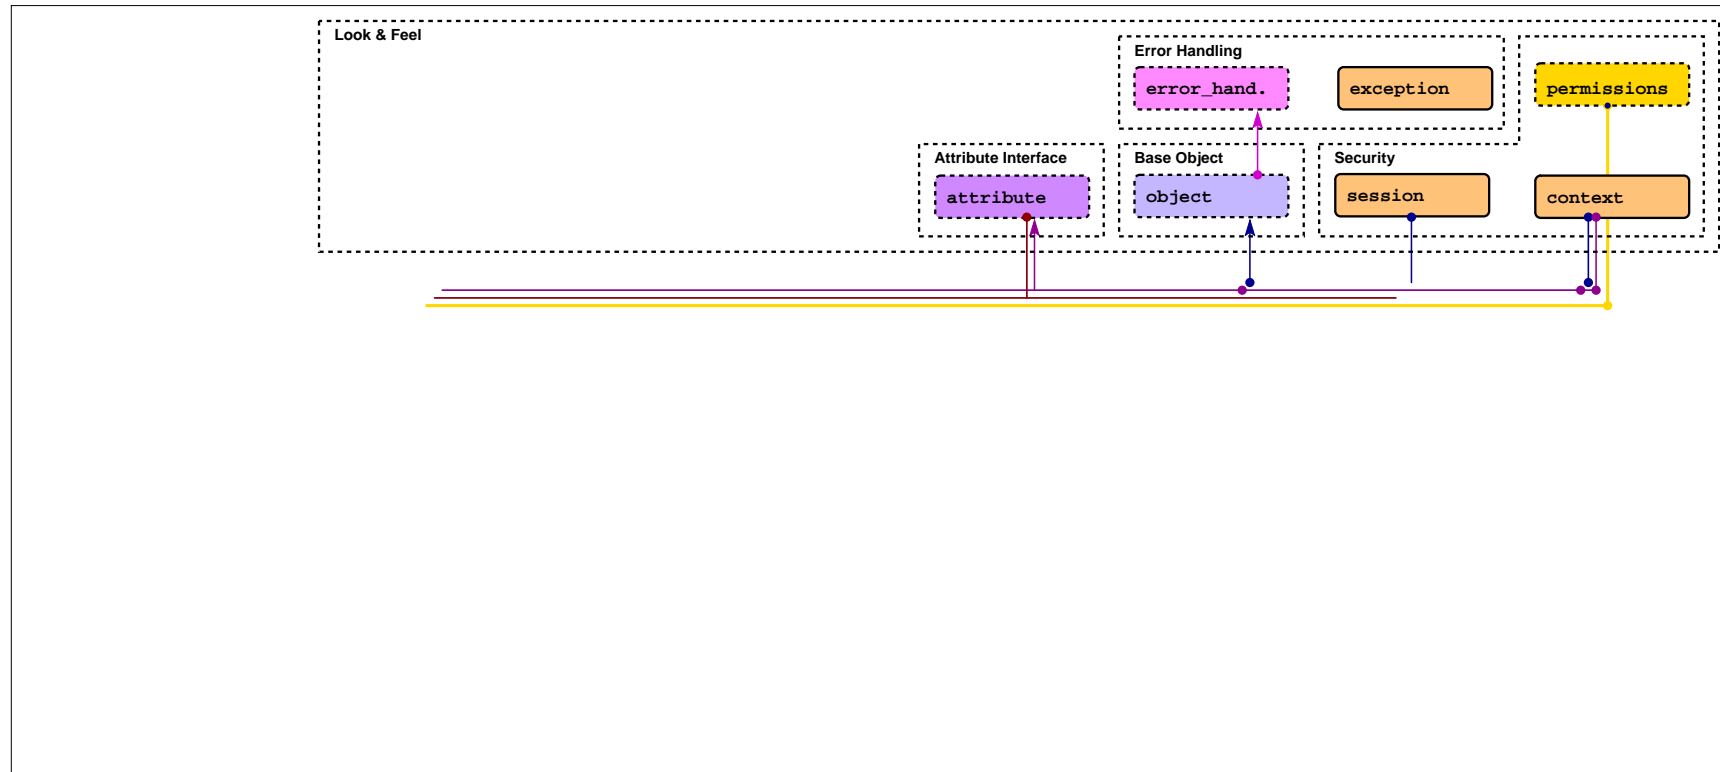 Look & Feel
Error Handling
error_hand.
exception
permissions
Attribute Interface
Base Object
Security
attribute
object
session
context